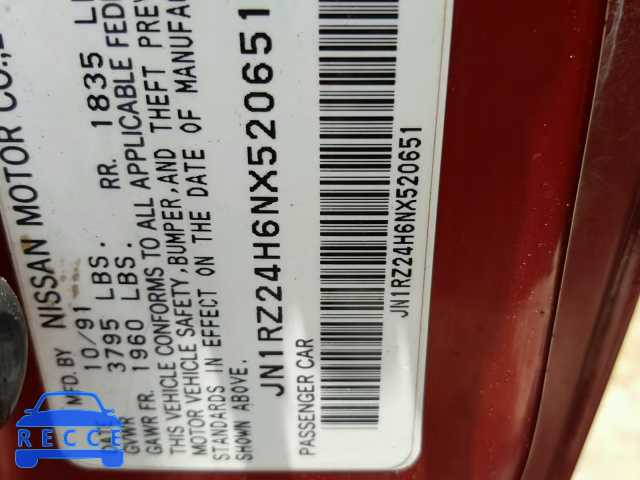 MFD. BY NISSAN MOTOR CO.,L
DATE 10/91
GVWR 3795 LBS.
GAWR FR. 1960 LBS. RR. 1835 L
THIS VEHICLE CONFORMS TO ALL APPLICABLE FED
MOTOR VEHICLE SAFETY, BUMPER, AND THEFT PREV
STANDARDS IN EFFECT ON THE DATE OF MANUFA
SHOWN ABOVE.
JN1RZ24H6NX520651
PASSENGER CAR
JN1RZ24H6NX520651
RECCE